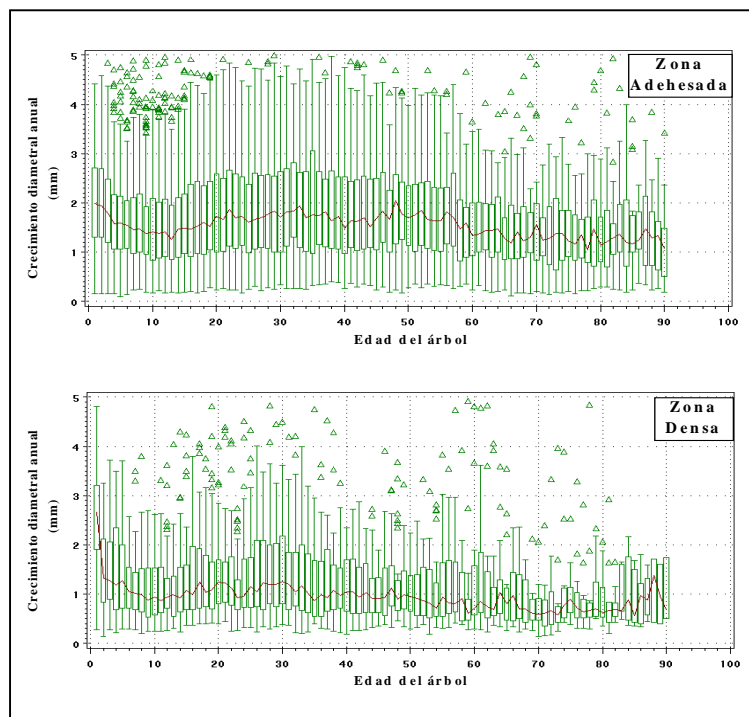 Zona
Adehesada
Crecimiento diametral anual
(mm)
5
4
3
2
1
0
0 10 20 30 40 50 60 70 80 90 100
Edad del árbol
Zona
Densa
Crecimiento diametral anual
(mm)
5
4
3
2
1
0
0 10 20 30 40 50 60 70 80 90 100
Edad del árbol